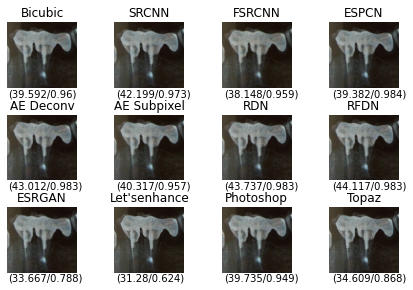 Bicubic SRCNN FSRCNN ESPCN
(39.592/0.96) (42.199/0.973) (38.148/0.959) (39.382/0.984)
AE Deconv AE Subpixel RDN RFDN
(43.012/0.983) (40.317/0.957) (43.737/0.983) (44.117/0.983)
ESRGAN Let'senhance Photoshop Topaz
(33.667/0.788) (31.28/0.624) (39.735/0.949) (34.609/0.868)